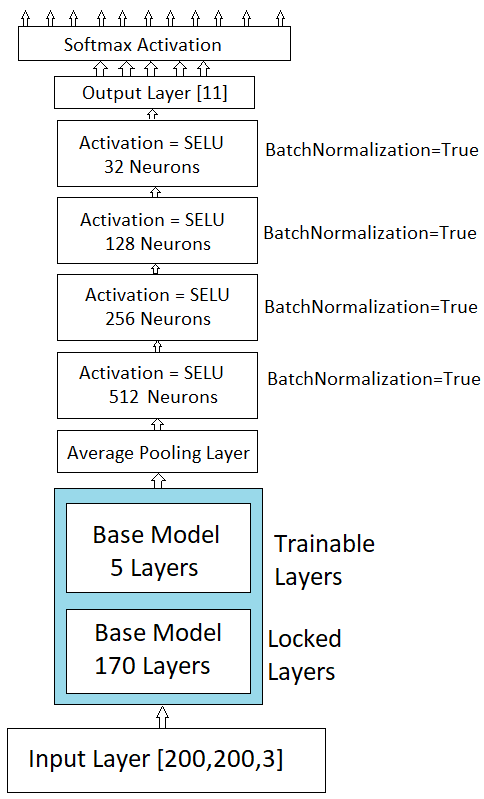 Softmax Activation
Output Layer [11]
Activation = SELU
32 Neurons
BatchNormalization=True
Activation = SELU
128 Neurons
BatchNormalization=True
Activation = SELU
256 Neurons
BatchNormalization=True
Activation = SELU
512 Neurons
BatchNormalization=True
Average Pooling Layer
Base Model
5 Layers
Trainable
Layers
Base Model
170 Layers
Locked
Layers
Input Layer [200,200,3]